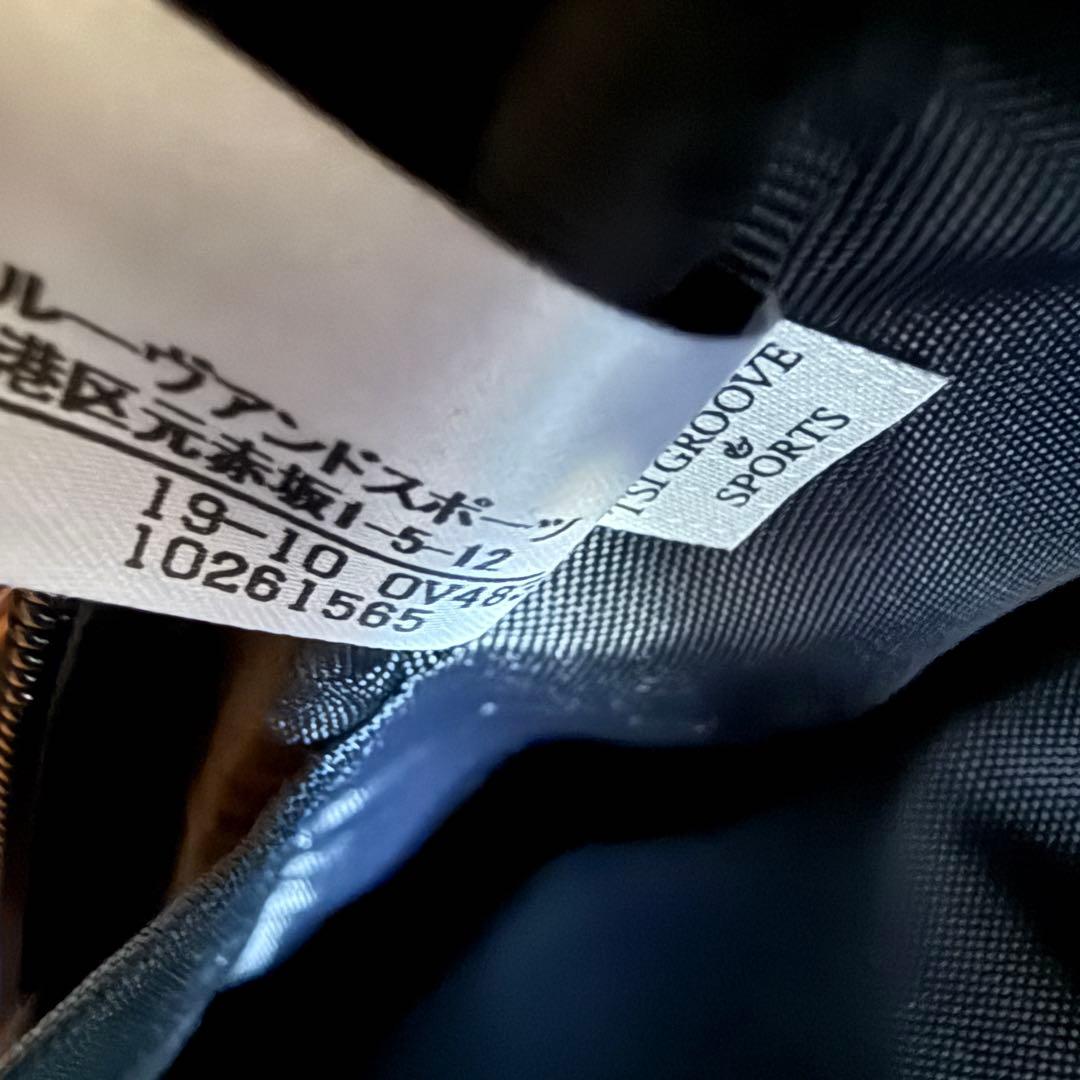 ルーヴアンドスポーツ
港区元赤坂1-5-12
19-10 OV48-
10261565
TSI GROOVE
&
SPORTS